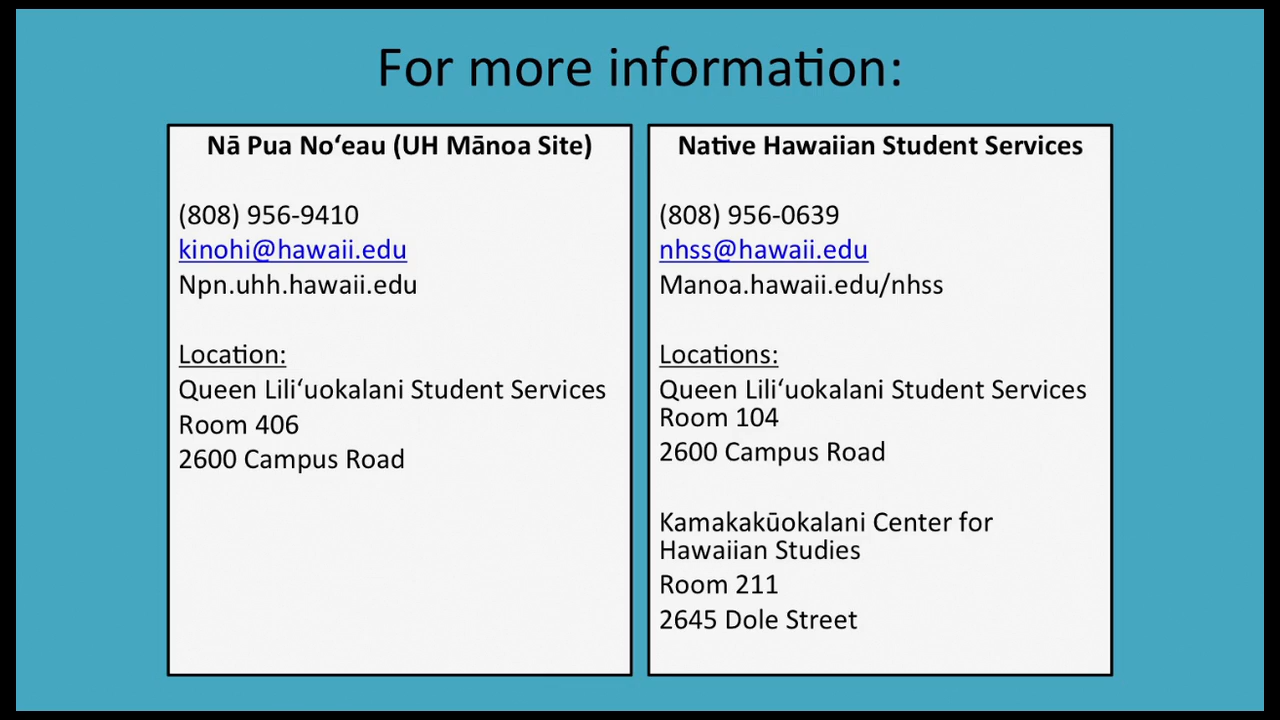 For more information:
Nā Pua Noʻeau (UH Mānoa Site)
(808) 956-9410
kinohi@hawaii.edu
Npn.uhh.hawaii.edu
Location:
Queen Liliʻuokalani Student Services
Room 406
2600 Campus Road
Native Hawaiian Student Services
(808) 956-0639
nhss@hawaii.edu
Manoa.hawaii.edu/nhss
Locations:
Queen Liliʻuokalani Student Services
Room 104
2600 Campus Road
Kamakakūokalani Center for
Hawaiian Studies
Room 211
2645 Dole Street